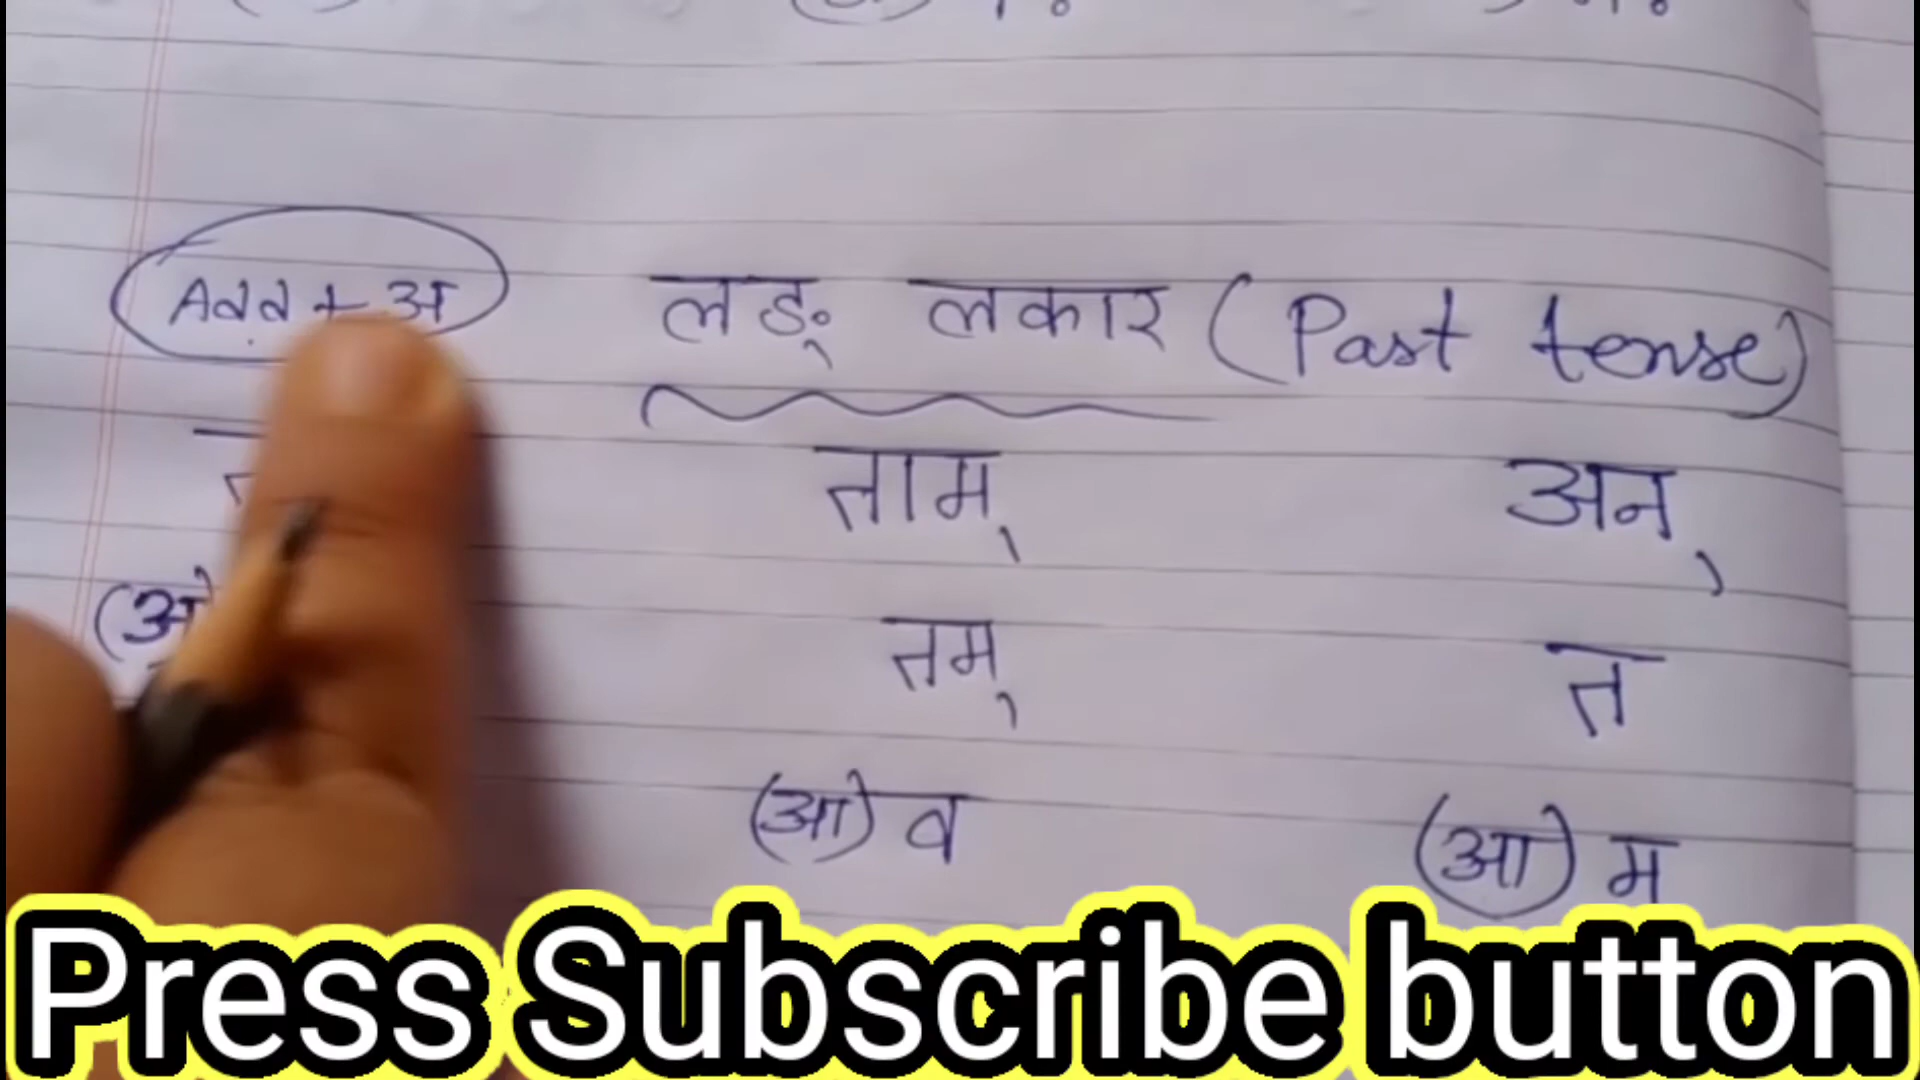 Add + अ लङ् लकार (Past tense)
ताम् अन्
तम् त
(आ) व (आ) म
Press Subscribe button